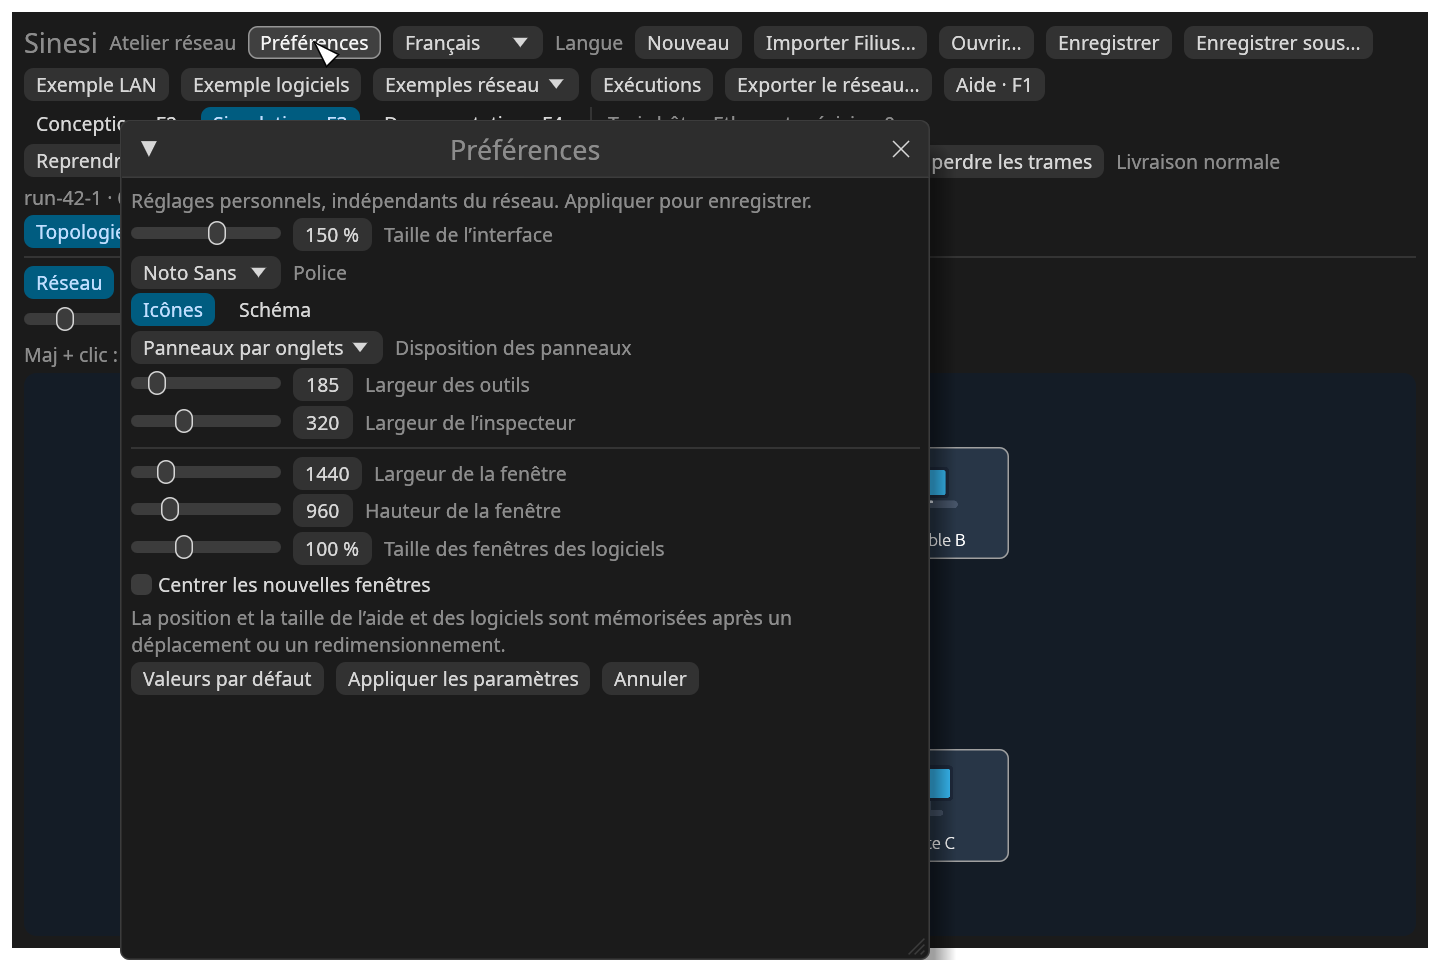 Sinesi Atelier réseau Préférences Français Langue Nouveau Importer Filius... Ouvrir... Enregistrer Enregistrer sous...
Exemple LAN Exemple logiciels Exemples réseau Exécutions Exporter le réseau... Aide · F1
Préférences
perdre les trames Livraison normale
run-42-1 ·
Réglages personnels, indépendants du réseau. Appliquer pour enregistrer.
150 % Taille de l’interface
Noto Sans Police
Réseau
Icônes Schéma
Maj + clic :
Panneaux par onglets Disposition des panneaux
185 Largeur des outils
320 Largeur de l’inspecteur
1440 Largeur de la fenêtre
960 Hauteur de la fenêtre
B
100 % Taille des fenêtres des logiciels
Centrer les nouvelles fenêtres
La position et la taille de l’aide et des logiciels sont mémorisées après un
déplacement ou un redimensionnement.
Valeurs par défaut Appliquer les paramètres Annuler
C